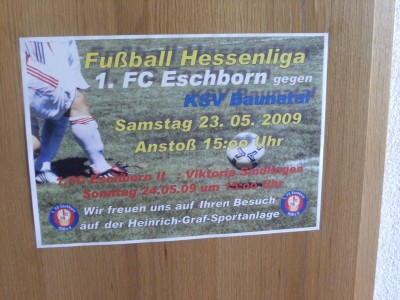 Fußball Hessenliga
1. FC Eschborn gegen
KSV Baunatal
Samstag 23. 05. 2009
Anstoß 15:00 Uhr
1.FC Eschborn II : Viktoria Sindlingen
Sonntag 24.05.09 um 15:00 Uhr
Wir freuen uns auf Ihren Besuch
auf der Heinrich-Graf-Sportanlage